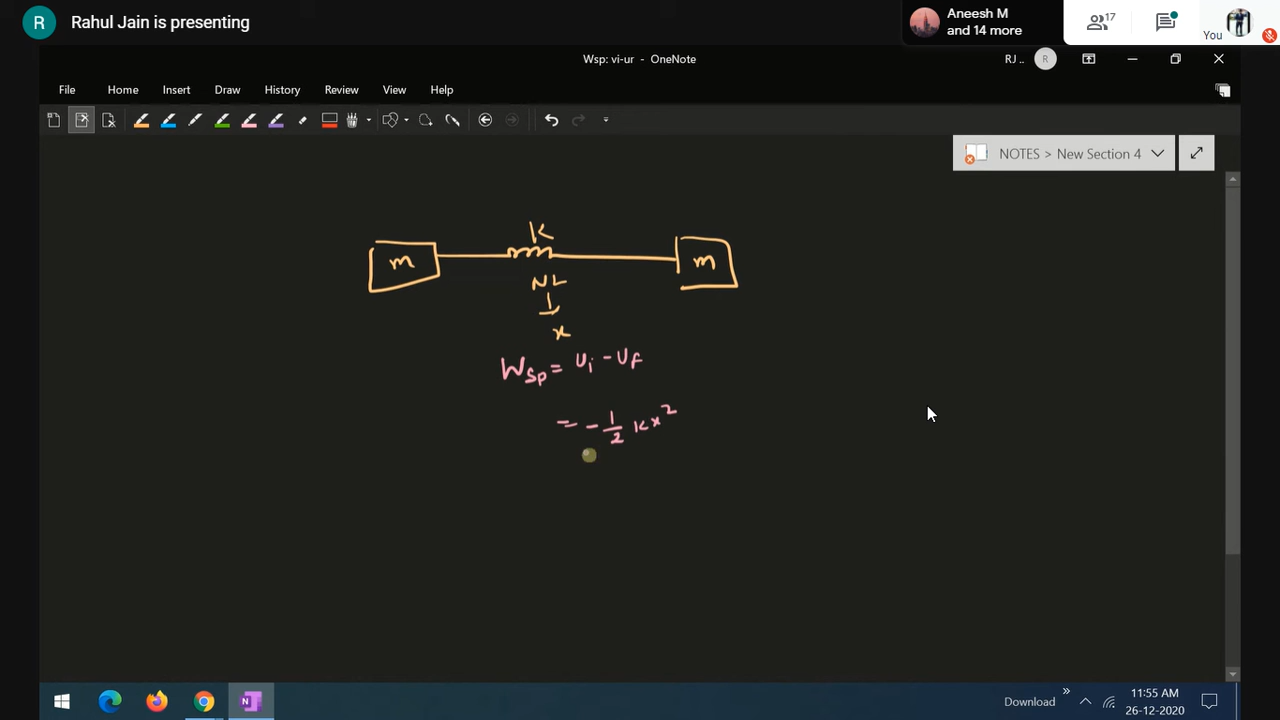 R Rahul Jain is presenting
Aneesh M
and 14 more
17
You
Wsp: vi-ur - OneNote
RJ ..
R
File Home Insert Draw History Review View Help
NOTES > New Section 4
K
m m
NL
↓
x
Wsp = Ui - Uf
= - 1/2 Kx²
Download
11:55 AM
26-12-2020